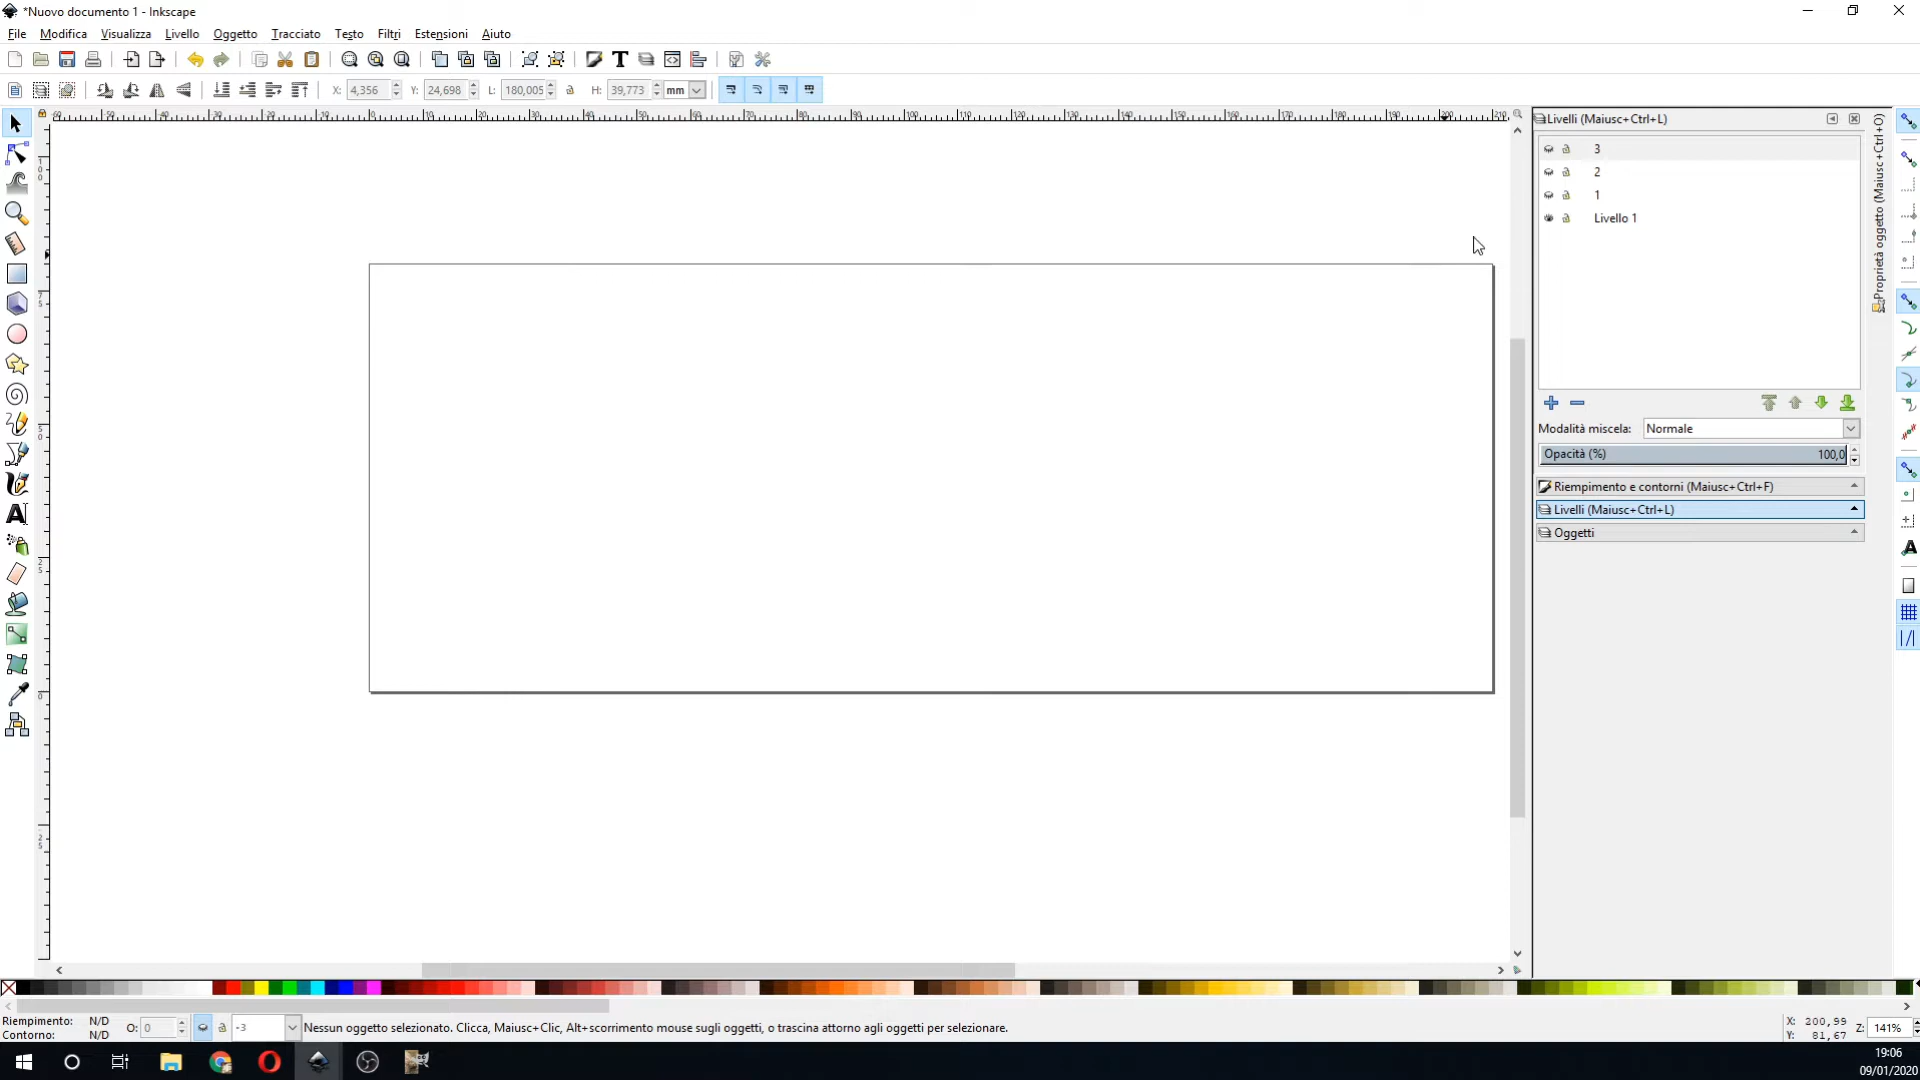 *Nuovo documento 1 - Inkscape
File Modifica Visualizza Livello Oggetto Tracciato Testo Filtri Estensioni Aiuto
X: 4,356 Y: 24,698 L: 180,005 H: 39,773 mm
Livelli (Maiusc+Ctrl+L)
Proprietà oggetto (Maiusc+Ctrl+O)
3
2
1
Livello 1
Modalità miscela: Normale
Opacità (%) 100,0
Riempimento e contorni (Maiusc+Ctrl+F)
Livelli (Maiusc+Ctrl+L)
Oggetti
Riempimento: N/D
Contorno: N/D
O: 0
-3
Nessun oggetto selezionato. Clicca, Maiusc+Clic, Alt+scorrimento mouse sugli oggetti, o trascina attorno agli oggetti per selezionare.
X: 200,99
Y: 81,67
Z: 141%
19:06
09/01/2020